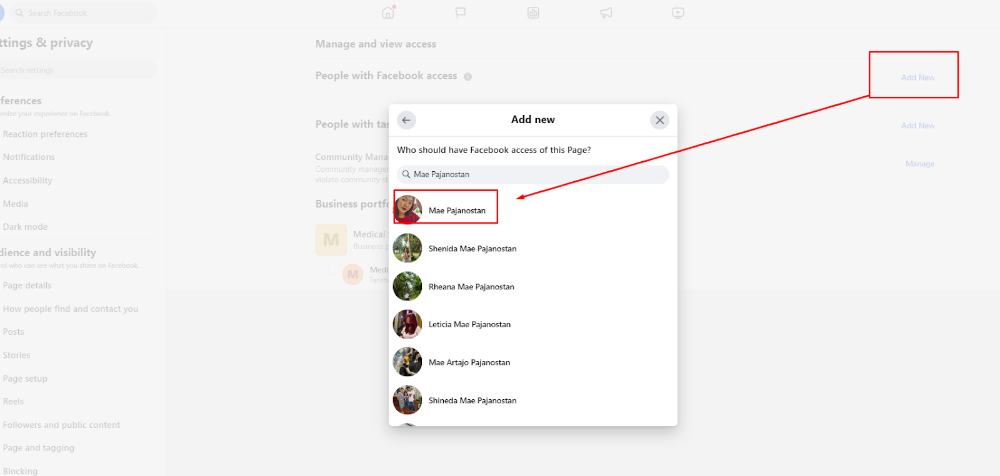 Search Facebook
ttings & privacy
Search settings
ferences
omize your experience on Facebook.
Reaction preferences
Notifications
Accessibility
Media
Dark mode
dience and visibility
rol who can see what you share on Facebook.
Page details
How people find and contact you
Posts
Stories
Page setup
Reels
Followers and public content
Page and tagging
Blocking
Manage and view access
People with Facebook access
Add New
People with tas
Add New
Community Mana
Community manager
violate community st
Manage
Business portfo
M
Medical
Business p
M
Medi
Facebo
Add new
Who should have Facebook access of this Page?
Mae Pajanostan
Mae Pajanostan
Shenida Mae Pajanostan
Rheana Mae Pajanostan
Leticia Mae Pajanostan
Mae Artajo Pajanostan
Shineda Mae Pajanostan